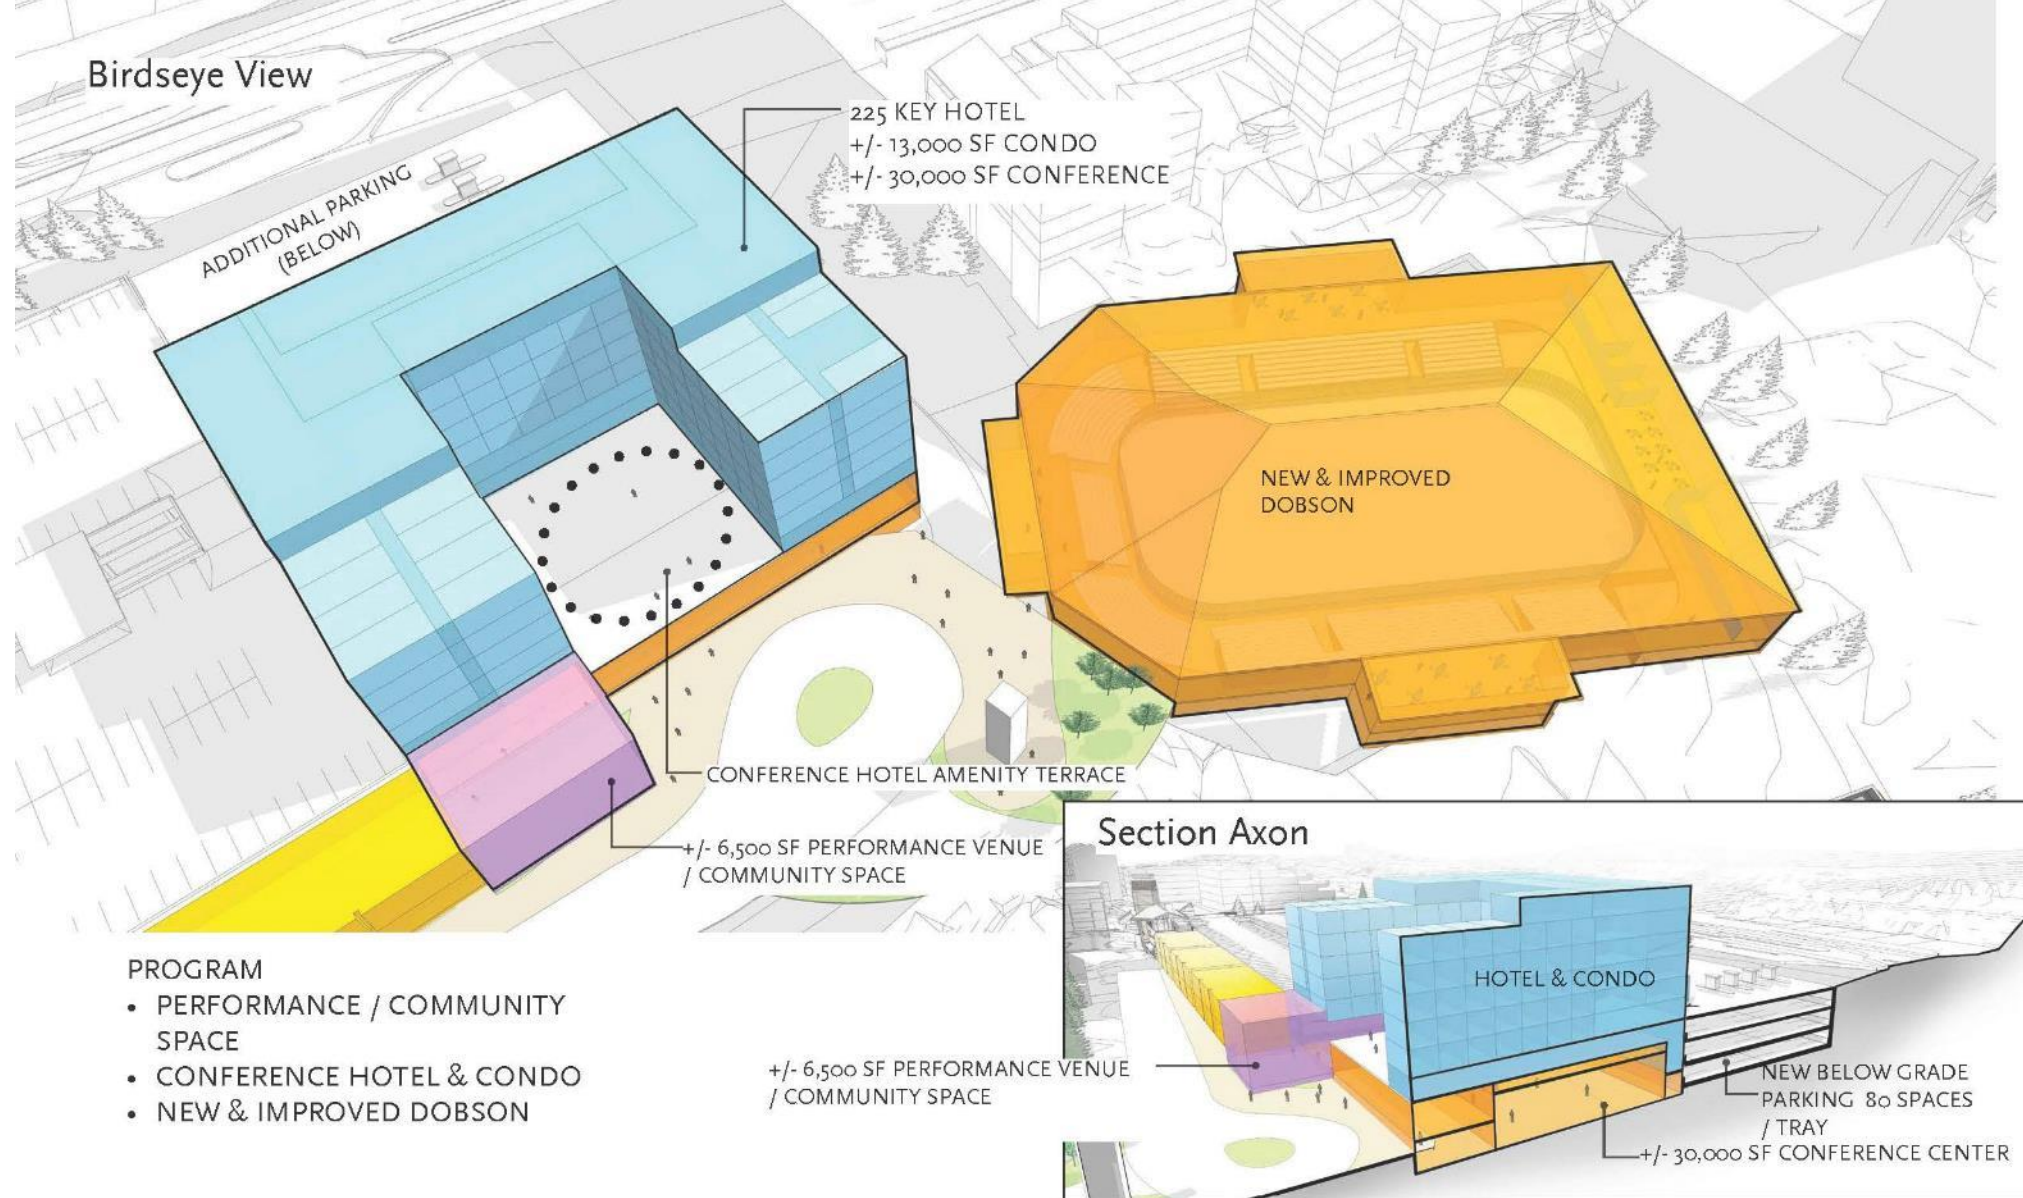 Birdseye View
225 KEY HOTEL
+/- 13,000 SF CONDO
+/- 30,000 SF CONFERENCE
ADDITIONAL PARKING
(BELOW)
NEW & IMPROVED
DOBSON
CONFERENCE HOTEL AMENITY TERRACE
+/- 6,500 SF PERFORMANCE VENUE
/ COMMUNITY SPACE
PROGRAM
• PERFORMANCE / COMMUNITY
SPACE
• CONFERENCE HOTEL & CONDO
• NEW & IMPROVED DOBSON
Section Axon
HOTEL & CONDO
+/- 6,500 SF PERFORMANCE VENUE
/ COMMUNITY SPACE
NEW BELOW GRADE
PARKING 80 SPACES
/ TRAY
+/- 30,000 SF CONFERENCE CENTER